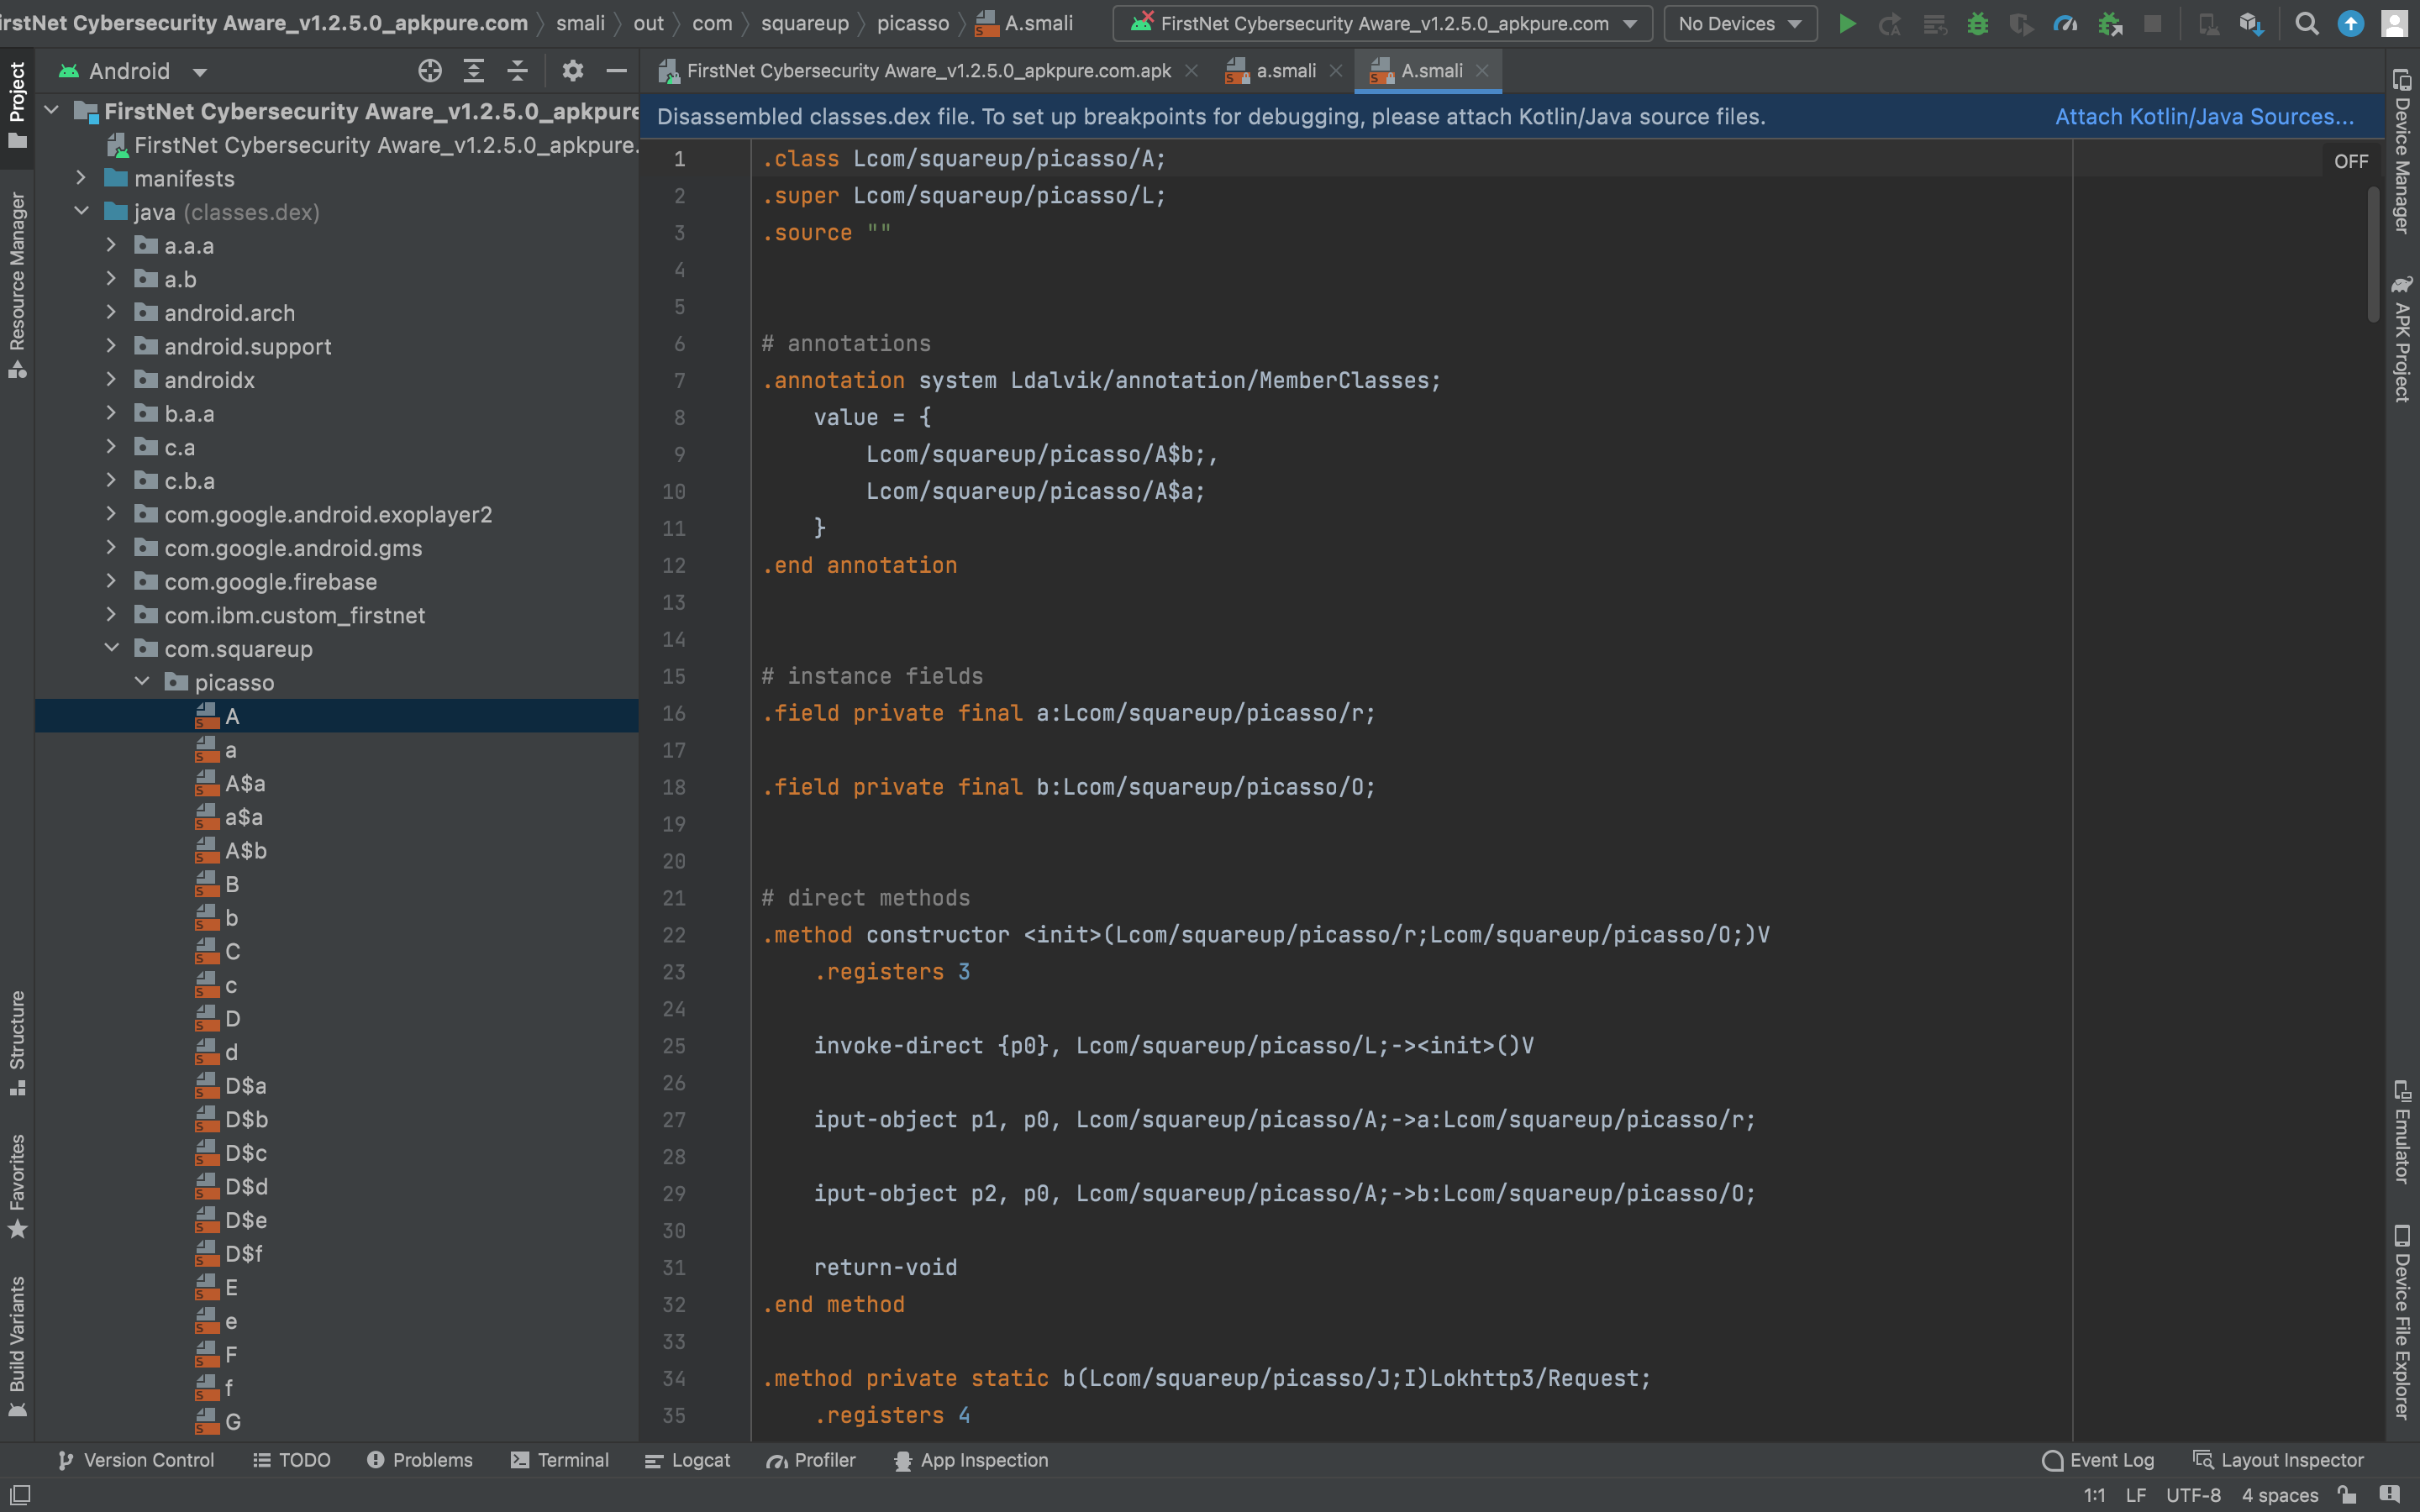 irstNet Cybersecurity Aware_v1.2.5.0_apkpure.com smali out com squareup picasso A.smali FirstNet Cybersecurity Aware_v1.2.5.0_apkpure.com No Devices
Android
FirstNet Cybersecurity Aware_v1.2.5.0_apkpure.com.apk a.smali A.smali
Disassembled classes.dex file. To set up breakpoints for debugging, please attach Kotlin/Java source files. Attach Kotlin/Java Sources...
OFF
Project
Resource Manager
Structure
Favorites
Build Variants
FirstNet Cybersecurity Aware_v1.2.5.0_apkpure
FirstNet Cybersecurity Aware_v1.2.5.0_apkpure.
manifests
java (classes.dex)
a.a.a
a.b
android.arch
android.support
androidx
b.a.a
c.a
c.b.a
com.google.android.exoplayer2
com.google.android.gms
com.google.firebase
com.ibm.custom_firstnet
com.squareup
picasso
A
a
A$a
a$a
A$b
B
b
C
c
D
d
D$a
D$b
D$c
D$d
D$e
D$f
E
e
F
f
G
1 .class Lcom/squareup/picasso/A;
2 .super Lcom/squareup/picasso/L;
3 .source ""
4
5
6 # annotations
7 .annotation system Ldalvik/annotation/MemberClasses;
8 value = {
9 Lcom/squareup/picasso/A$b;,
10 Lcom/squareup/picasso/A$a;
11 }
12 .end annotation
13
14
15 # instance fields
16 .field private final a:Lcom/squareup/picasso/r;
17
18 .field private final b:Lcom/squareup/picasso/O;
19
20
21 # direct methods
22 .method constructor <init>(Lcom/squareup/picasso/r;Lcom/squareup/picasso/O;)V
23 .registers 3
24
25 invoke-direct {p0}, Lcom/squareup/picasso/L;-><init>()V
26
27 iput-object p1, p0, Lcom/squareup/picasso/A;->a:Lcom/squareup/picasso/r;
28
29 iput-object p2, p0, Lcom/squareup/picasso/A;->b:Lcom/squareup/picasso/O;
30
31 return-void
32 .end method
33
34 .method private static b(Lcom/squareup/picasso/J;I)Lokhttp3/Request;
35 .registers 4
Device Manager
APK Project
Emulator
Device File Explorer
Version Control TODO Problems Terminal Logcat Profiler App Inspection Event Log Layout Inspector
1:1 LF UTF-8 4 spaces